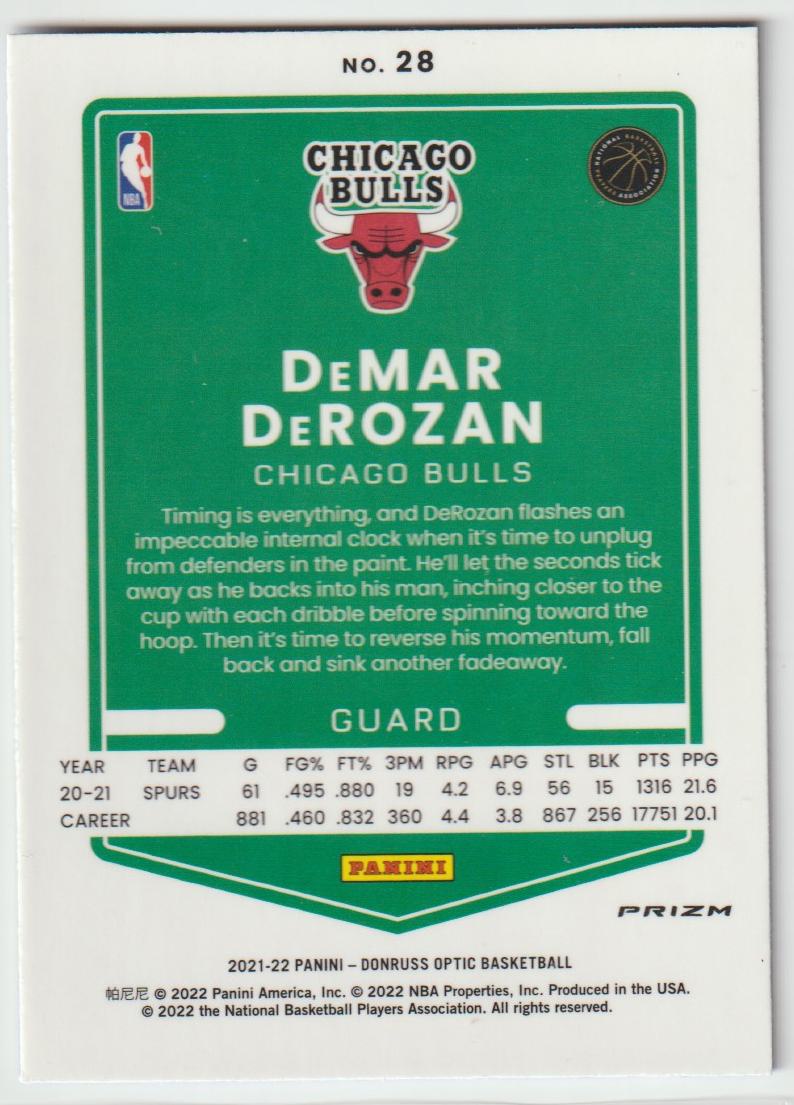 NO. 28
NBA
NATIONAL BASKETBALL
PLAYERS ASSOCIATION
CHICAGO
BULLS
DEMAR
DEROZAN
CHICAGO BULLS
Timing is everything, and DeRozan flashes an
impeccable internal clock when it's time to unplug
from defenders in the paint. He'll let the seconds tick
away as he backs into his man, inching closer to the
cup with each dribble before spinning toward the
hoop. Then it's time to reverse his momentum, fall
back and sink another fadeaway.
GUARD
YEAR TEAM G FG% FT% 3PM RPG APG STL BLK PTS PPG
20-21 SPURS 61 .495 .880 19 4.2 6.9 56 15 1316 21.6
CAREER 881 .460 .832 360 4.4 3.8 867 256 17751 20.1
PANINI
PRIZM
2021-22 PANINI – DONRUSS OPTIC BASKETBALL
帕尼尼 © 2022 Panini America, Inc. © 2022 NBA Properties, Inc. Produced in the USA.
© 2022 the National Basketball Players Association. All rights reserved.